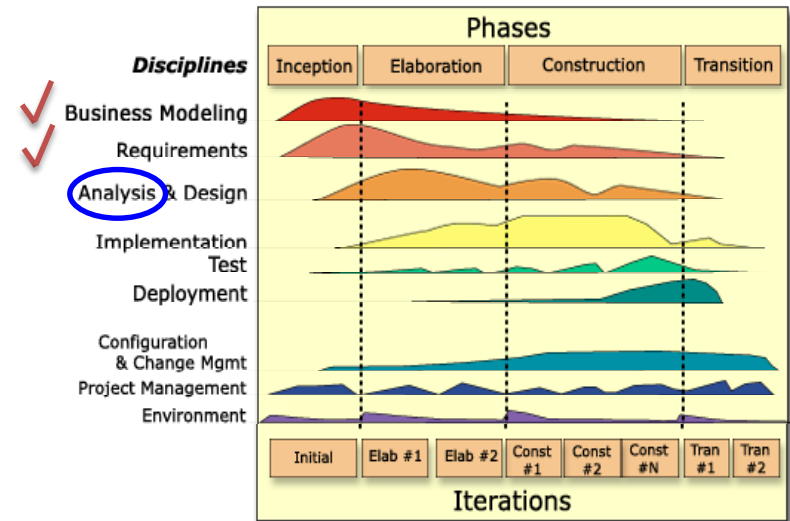 Phases
Disciplines
Inception
Elaboration
Construction
Transition
Business Modeling
Requirements
Analysis & Design
Implementation
Test
Deployment
Configuration
& Change Mgmt
Project Management
Environment
Initial
Elab #1
Elab #2
Const
#1
Const
#2
Const
#N
Tran
#1
Tran
#2
Iterations